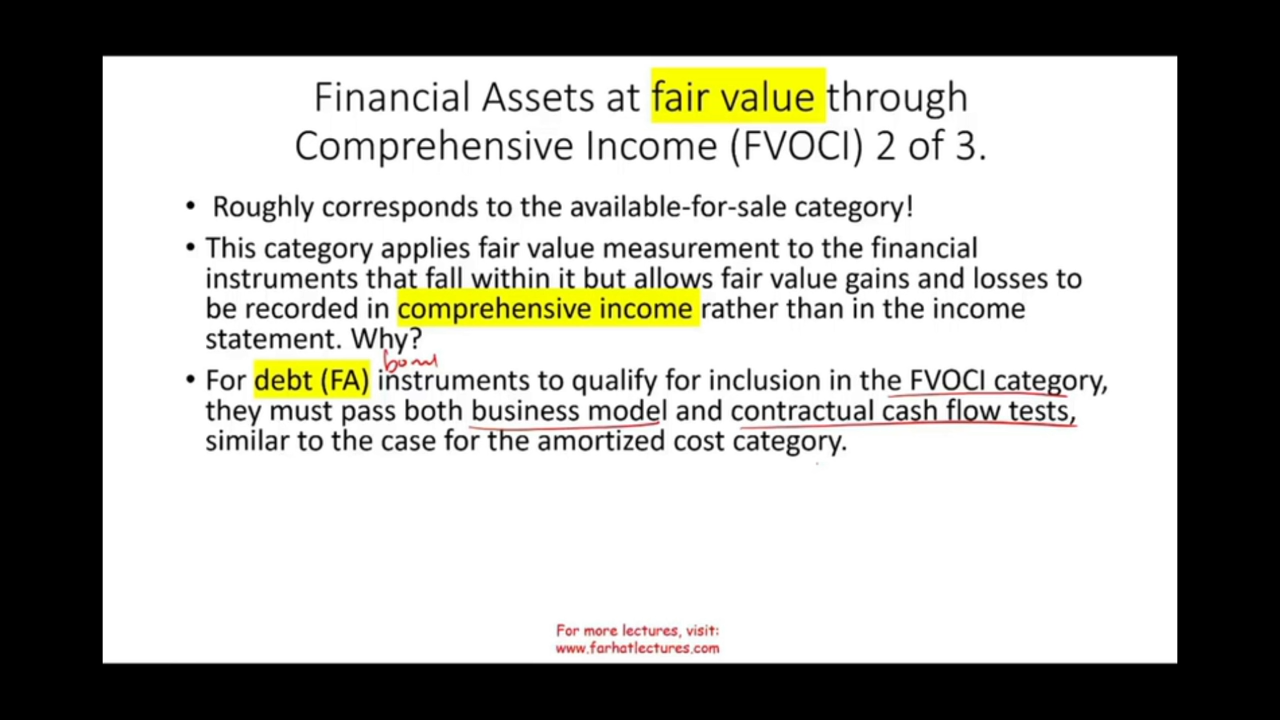 Financial Assets at fair value through
Comprehensive Income (FVOCI) 2 of 3.
• Roughly corresponds to the available-for-sale category!
• This category applies fair value measurement to the financial
instruments that fall within it but allows fair value gains and losses to
be recorded in comprehensive income rather than in the income
statement. Why?
• For debt (FA) instruments to qualify for inclusion in the FVOCI category,
they must pass both business model and contractual cash flow tests,
similar to the case for the amortized cost category.
For more lectures, visit:
www.farhatlectures.com